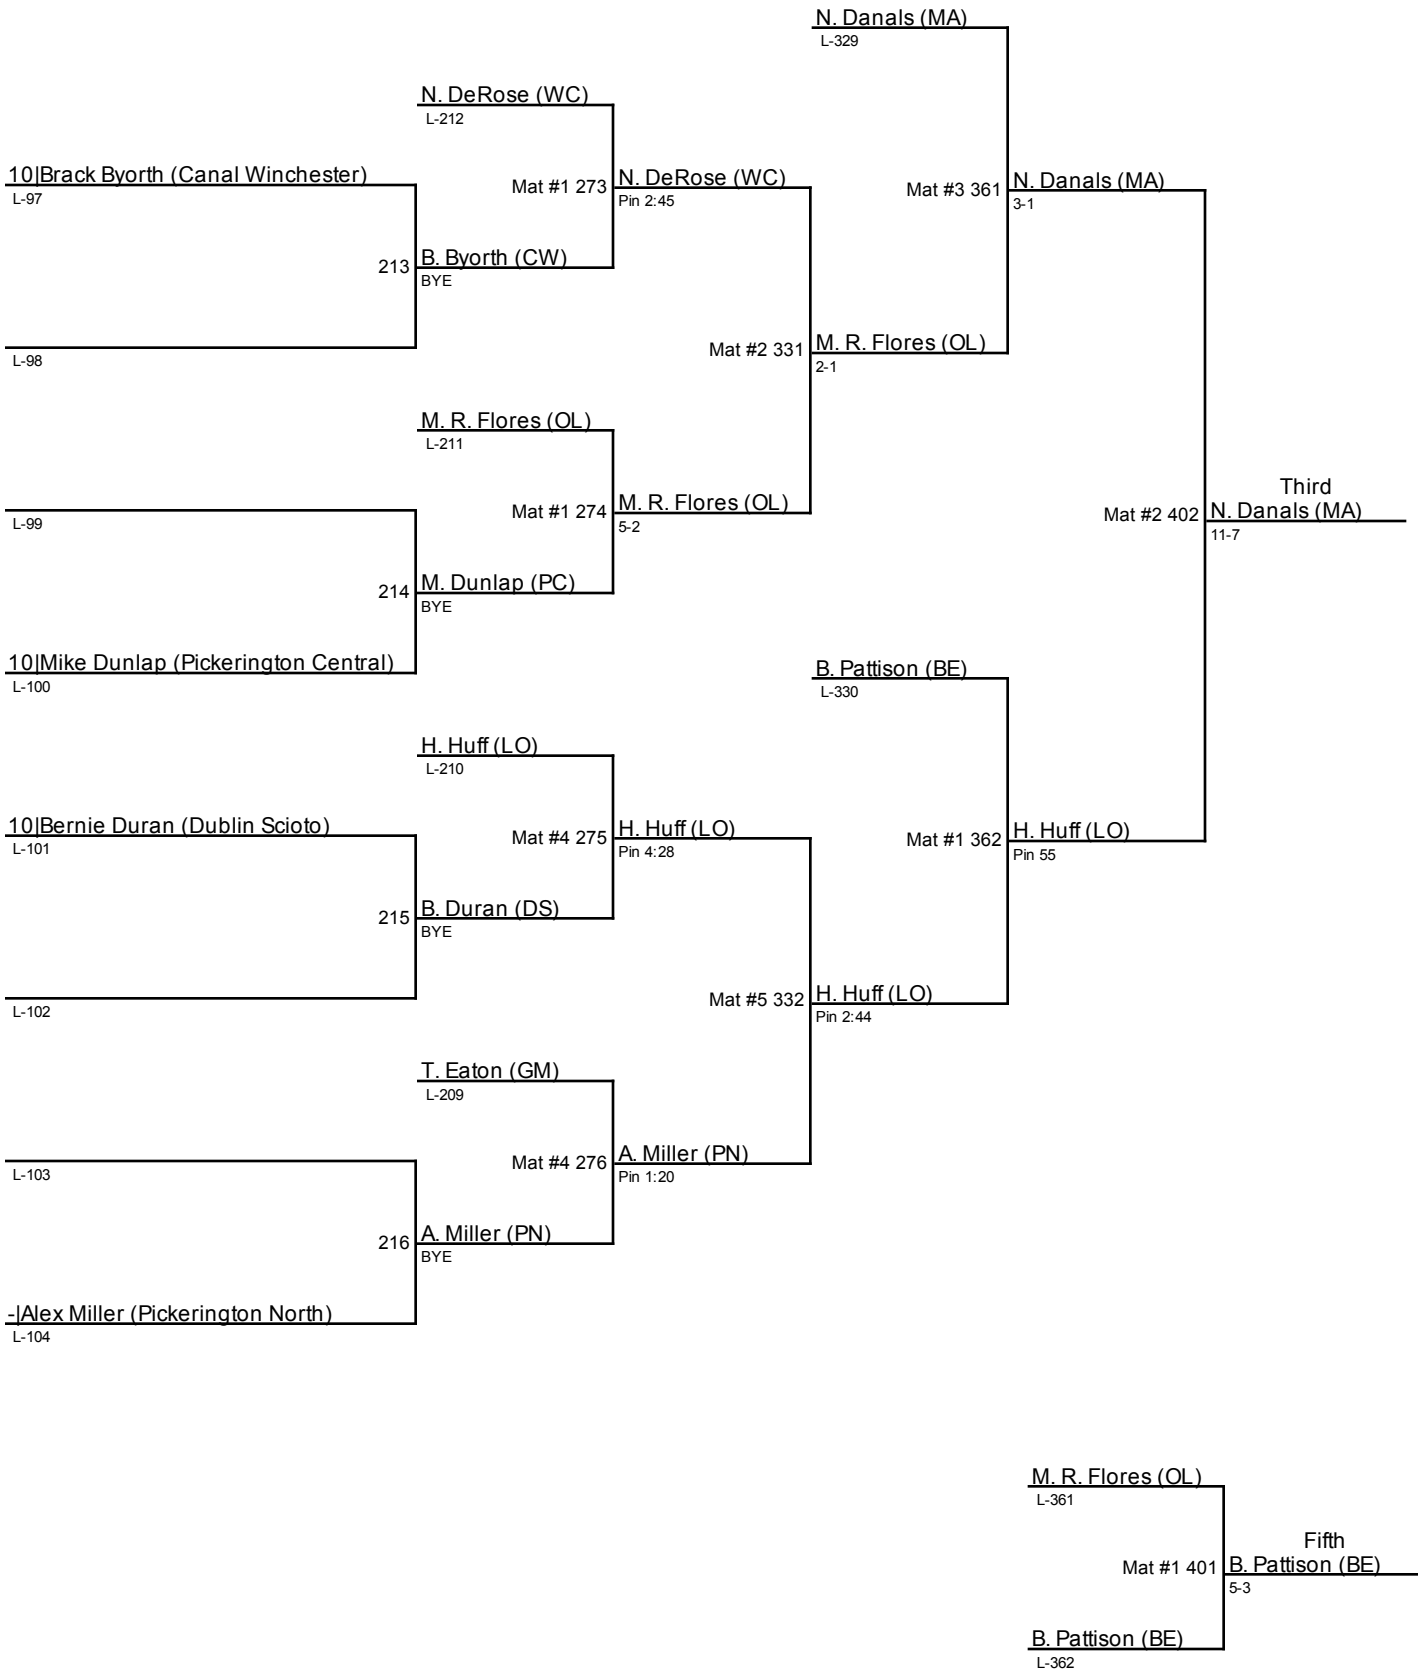 N. Danals (MA)
L-329
N. DeRose (WC)
L-212
10|Brack Byorth (Canal Winchester)
L-97
Mat #1 273
N. DeRose (WC)
Pin 2:45
Mat #3 361
N. Danals (MA)
3-1
213
B. Byorth (CW)
BYE
L-98
Mat #2 331
M. R. Flores (OL)
2-1
M. R. Flores (OL)
L-211
L-99
Mat #1 274
M. R. Flores (OL)
5-2
Third
Mat #2 402
N. Danals (MA)
11-7
214
M. Dunlap (PC)
BYE
10|Mike Dunlap (Pickerington Central)
L-100
B. Pattison (BE)
L-330
H. Huff (LO)
L-210
10|Bernie Duran (Dublin Scioto)
L-101
Mat #4 275
H. Huff (LO)
Pin 4:28
Mat #1 362
H. Huff (LO)
Pin 55
215
B. Duran (DS)
BYE
L-102
Mat #5 332
H. Huff (LO)
Pin 2:44
T. Eaton (GM)
L-209
L-103
Mat #4 276
A. Miller (PN)
Pin 1:20
216
A. Miller (PN)
BYE
-|Alex Miller (Pickerington North)
L-104
M. R. Flores (OL)
L-361
Fifth
Mat #1 401
B. Pattison (BE)
5-3
B. Pattison (BE)
L-362